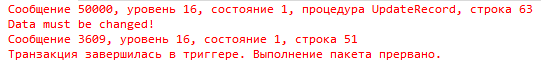 Сообщение 50000, уровень 16, состояние 1, процедура UpdateRecord, строка 63
Data must be changed!
Сообщение 3609, уровень 16, состояние 1, строка 51
Транзакция завершилась в триггере. Выполнение пакета прервано.